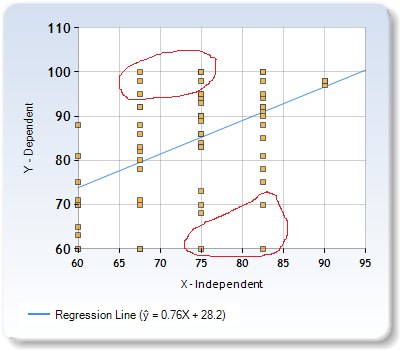 110
100
90
80
70
60
Y - Dependent
60 65 70 75 80 85 90 95
X - Independent
Regression Line (ŷ = 0.76X + 28.2)